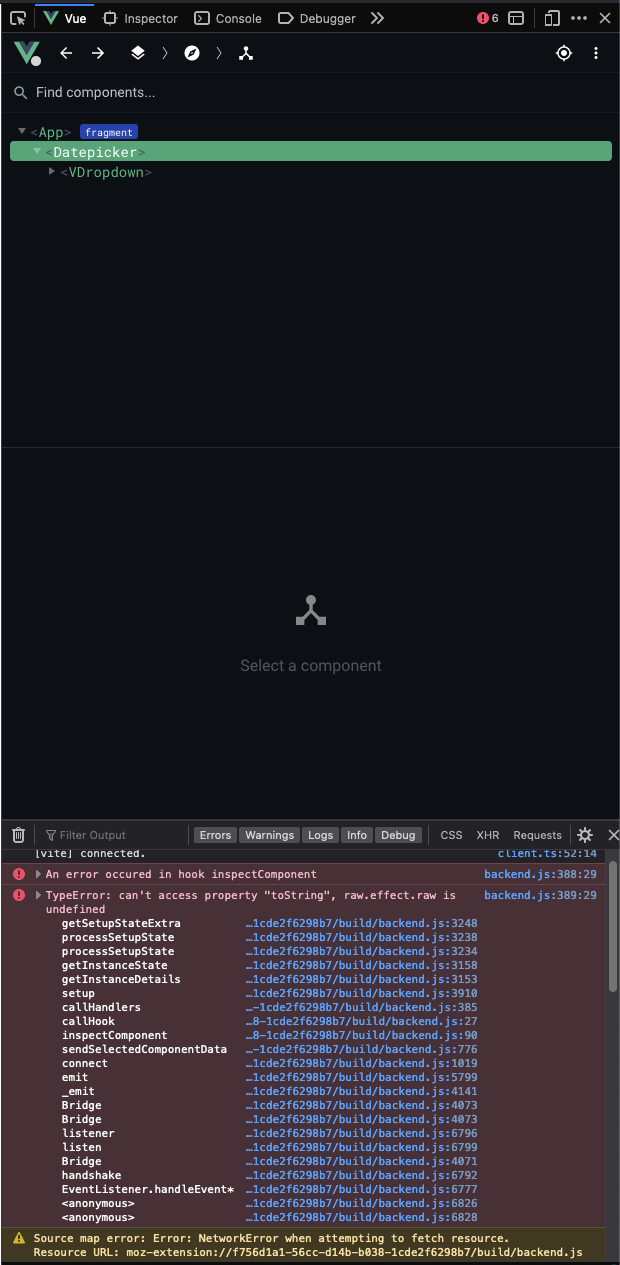 Vue Inspector Console Debugger 6
Find components...
<App> fragment
<Datepicker>
<VDropdown>
Select a component
Filter Output Errors Warnings Logs Info Debug CSS XHR Requests
[vite] connected. client.ts:52:14
An error occured in hook inspectComponent backend.js:388:29
TypeError: can't access property "toString", raw.effect.raw is backend.js:389:29
undefined
getSetupStateExtra …1cde2f6298b7/build/backend.js:3248
processSetupState …1cde2f6298b7/build/backend.js:3238
processSetupState …1cde2f6298b7/build/backend.js:3234
getInstanceState …1cde2f6298b7/build/backend.js:3158
getInstanceDetails …1cde2f6298b7/build/backend.js:3153
setup …1cde2f6298b7/build/backend.js:3910
callHandlers …-1cde2f6298b7/build/backend.js:385
callHook …8-1cde2f6298b7/build/backend.js:27
inspectComponent …8-1cde2f6298b7/build/backend.js:90
sendSelectedComponentData …-1cde2f6298b7/build/backend.js:776
connect …1cde2f6298b7/build/backend.js:1019
emit …1cde2f6298b7/build/backend.js:5799
_emit …1cde2f6298b7/build/backend.js:4141
Bridge …1cde2f6298b7/build/backend.js:4073
Bridge …1cde2f6298b7/build/backend.js:4073
listener …1cde2f6298b7/build/backend.js:6796
listen …1cde2f6298b7/build/backend.js:6799
Bridge …1cde2f6298b7/build/backend.js:4071
handshake …1cde2f6298b7/build/backend.js:6792
EventListener.handleEvent* …1cde2f6298b7/build/backend.js:6777
<anonymous> …1cde2f6298b7/build/backend.js:6826
<anonymous> …1cde2f6298b7/build/backend.js:6828
Source map error: Error: NetworkError when attempting to fetch resource.
Resource URL: moz-extension://f756d1a1-56cc-d14b-b038-1cde2f6298b7/build/backend.js